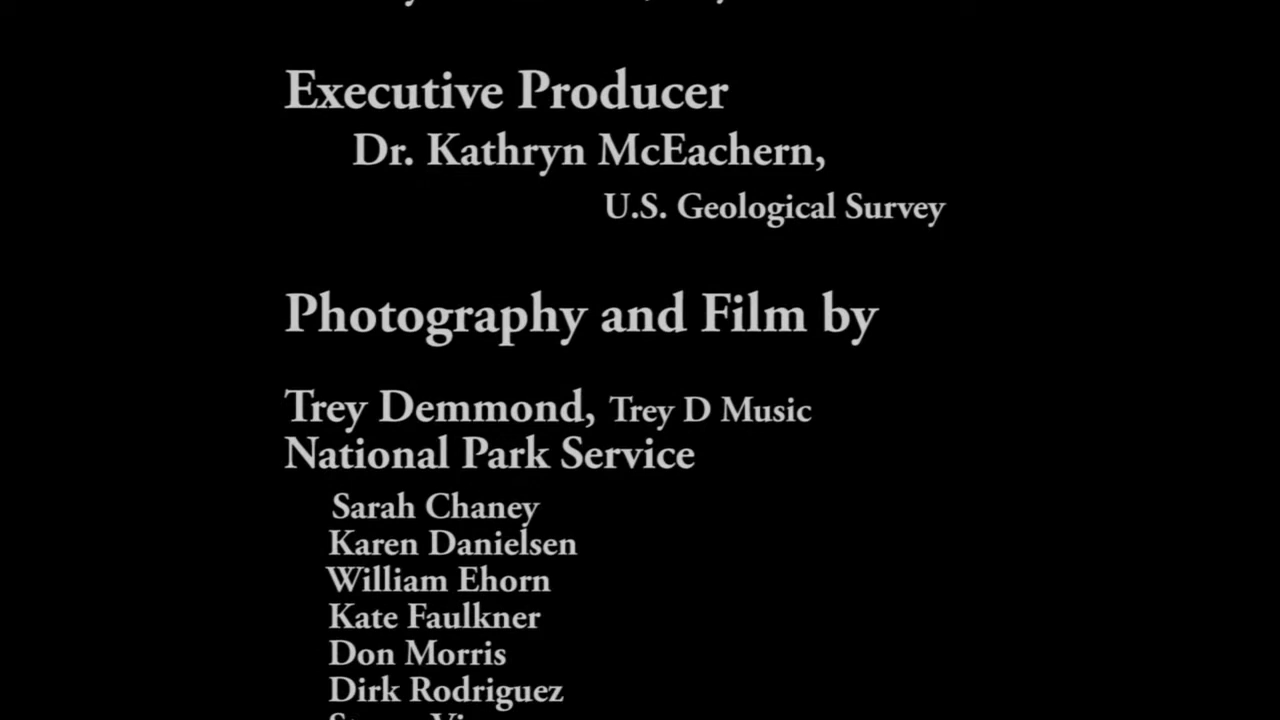 Executive Producer
Dr. Kathryn McEachern,
U.S. Geological Survey
Photography and Film by
Trey Demmond, Trey D Music
National Park Service
Sarah Chaney
Karen Danielsen
William Ehorn
Kate Faulkner
Don Morris
Dirk Rodriguez